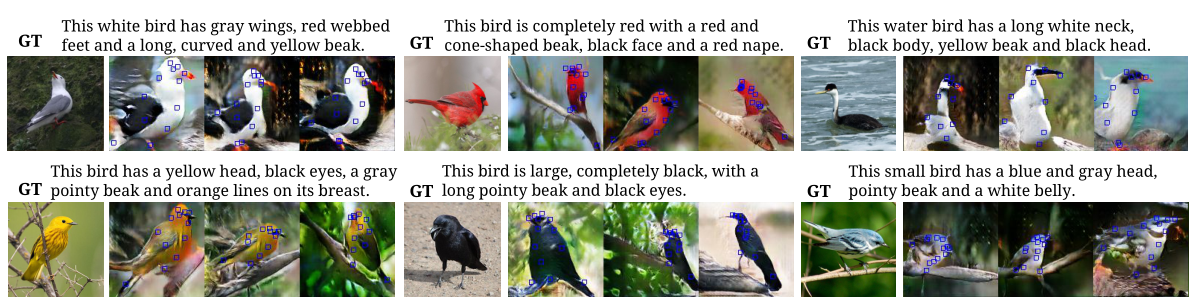 This white bird has gray wings, red webbed
feet and a long, curved and yellow beak.
GT
This bird is completely red with a red and
cone-shaped beak, black face and a red nape.
GT
This water bird has a long white neck,
black body, yellow beak and black head.
GT
This bird has a yellow head, black eyes, a gray
pointy beak and orange lines on its breast.
GT
This bird is large, completely black, with a
long pointy beak and black eyes.
GT
This small bird has a blue and gray head,
pointy beak and a white belly.
GT